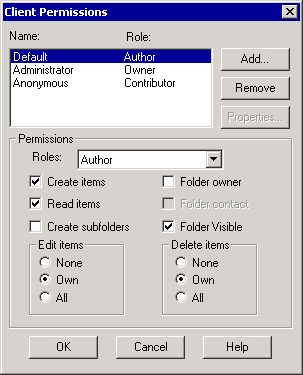 Client Permissions
Name: Role:
Default Author
Administrator Owner
Anonymous Contributor
Add...
Remove
Properties...
Permissions
Roles: Author
Create items Folder owner
Read items Folder contact
Create subfolders Folder Visible
Edit items Delete items
None None
Own Own
All All
OK Cancel Help